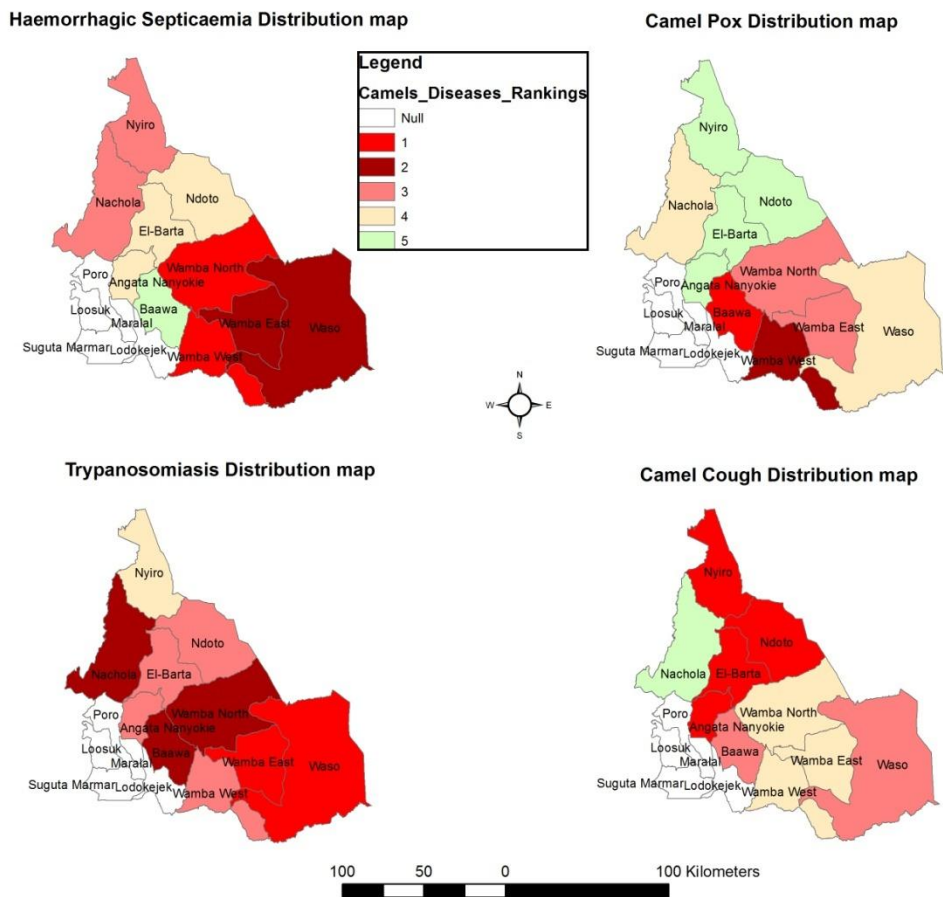 Haemorrhagic Septicaemia Distribution map
Nyiro
Nachola
Ndoto
El-Barta
Wamba North
Poro
Angata Nanyokie
Loosuk
Baawa
Maralal
Wamba East
Waso
Suguta Marmar
Lodokejek
Wamba West
Legend
Camels_Diseases_Rankings
Null
1
2
3
4
5
Camel Pox Distribution map
Nyiro
Nachola
Ndoto
El-Barta
Wamba North
Poro
Angata Nanyokie
Loosuk
Baawa
Maralal
Wamba East
Waso
Suguta Marmar
Lodokejek
Wamba West
N
W E
S
Trypanosomiasis Distribution map
Nyiro
Ndoto
Nachola
El-Barta
Poro
Wamba North
Angata Nanyokie
Loosuk
Baawa
Maralal
Wamba East
Waso
Suguta Marmar
Lodokejek
Wamba West
Camel Cough Distribution map
Nyiro
Ndoto
Nachola
El-Barta
Poro
Wamba North
Angata Nanyokie
Loosuk
Baawa
Maralal
Wamba East
Waso
Suguta Marmar
Lodokejek
Wamba West
100 50 0 100 Kilometers